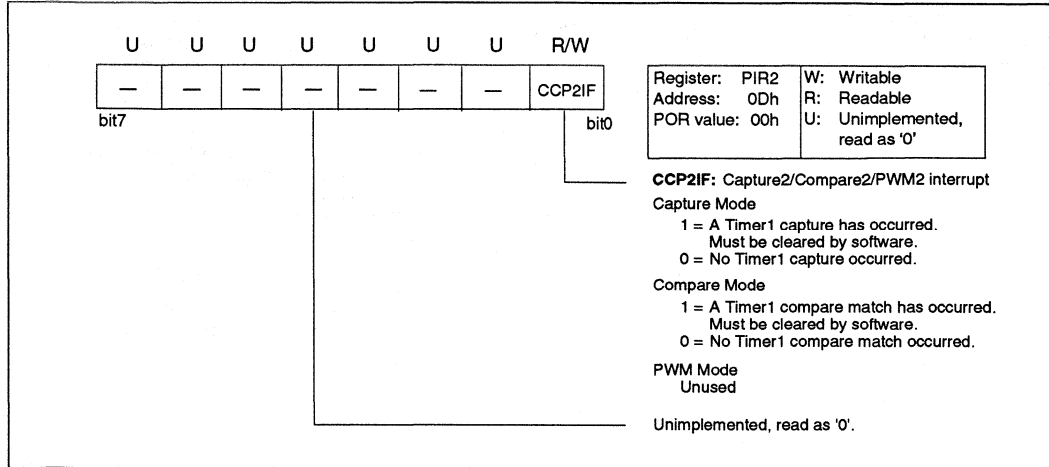 U U U U U U U R/W
— — — — — — — CCP2IF
bit7 bit0
Register: PIR2 W: Writable
Address: 0Dh R: Readable
POR value: 00h U: Unimplemented,
read as '0'
CCP2IF: Capture2/Compare2/PWM2 interrupt
Capture Mode
1 = A Timer1 capture has occurred.
Must be cleared by software.
0 = No Timer1 capture occurred.
Compare Mode
1 = A Timer1 compare match has occurred.
Must be cleared by software.
0 = No Timer1 compare match occurred.
PWM Mode
Unused
Unimplemented, read as '0'.